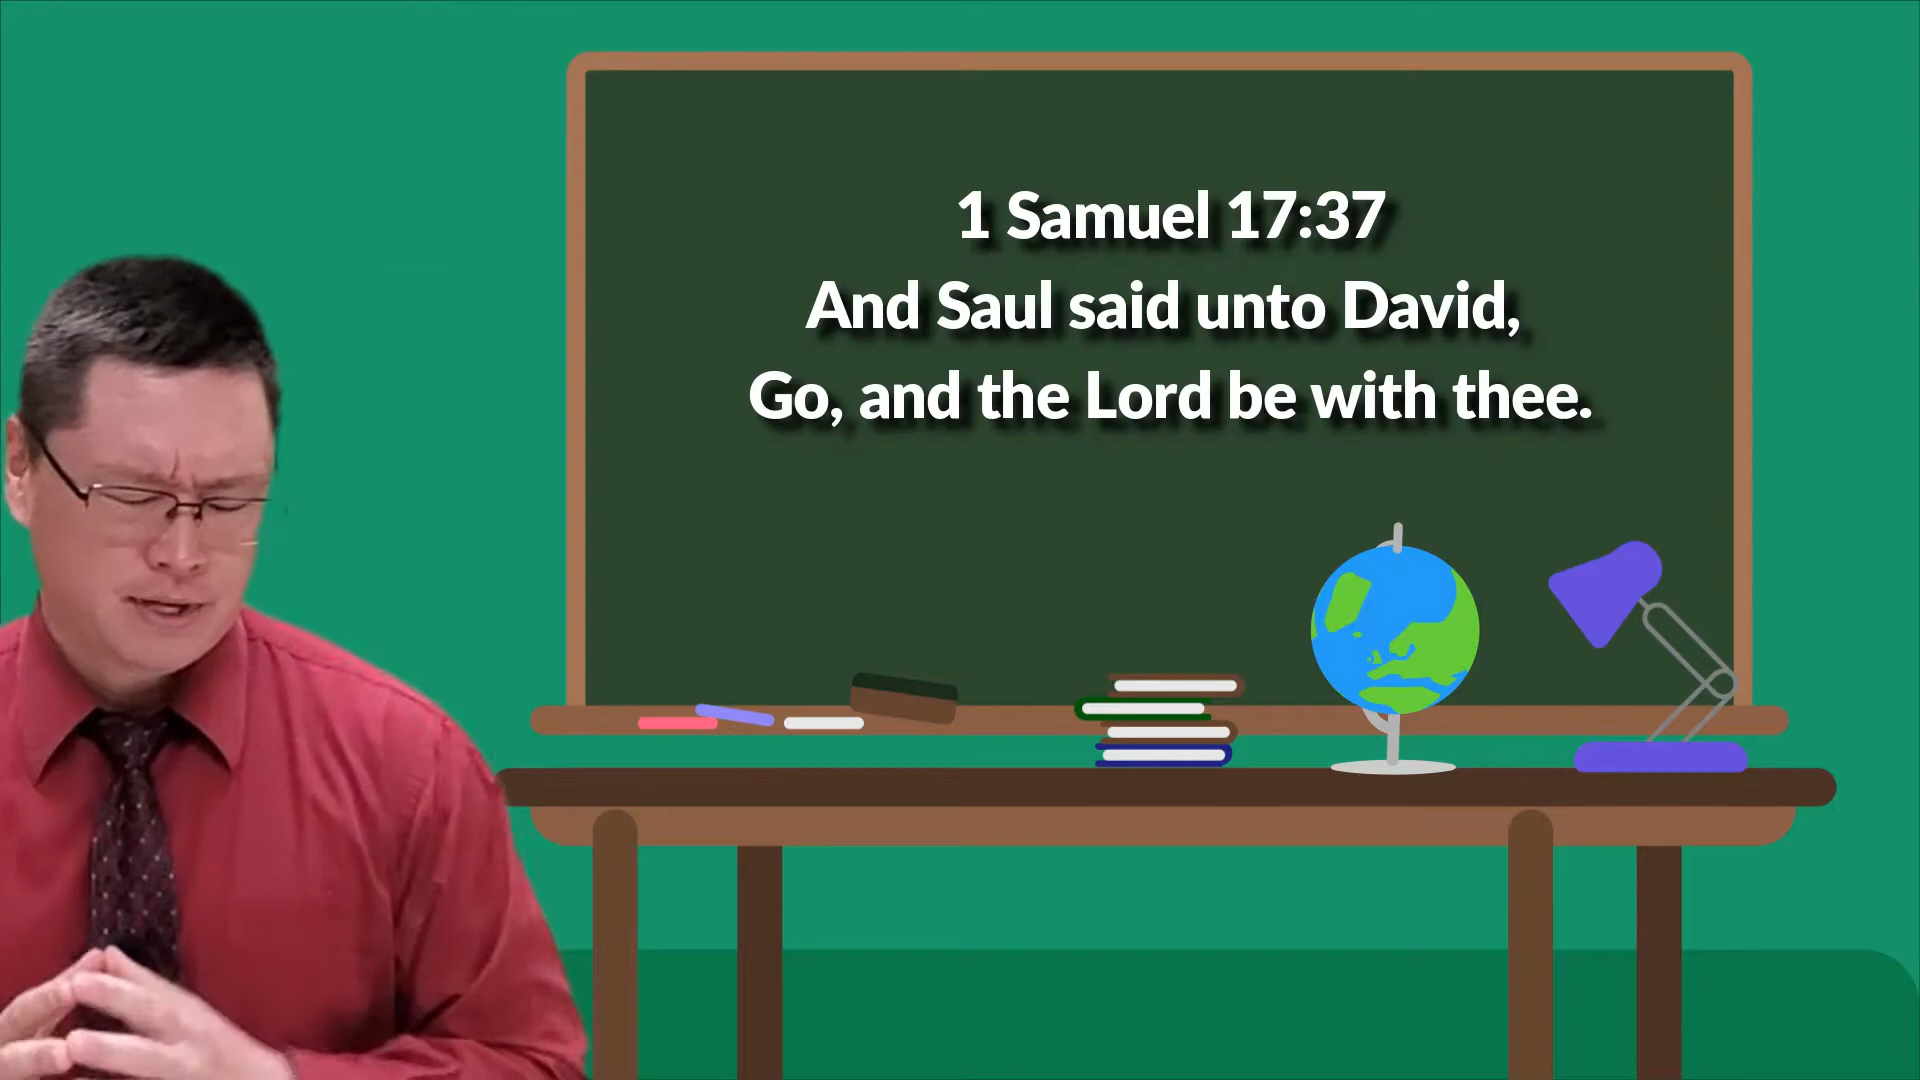 1 Samuel 17:37
And Saul said unto David,
Go, and the Lord be with thee.